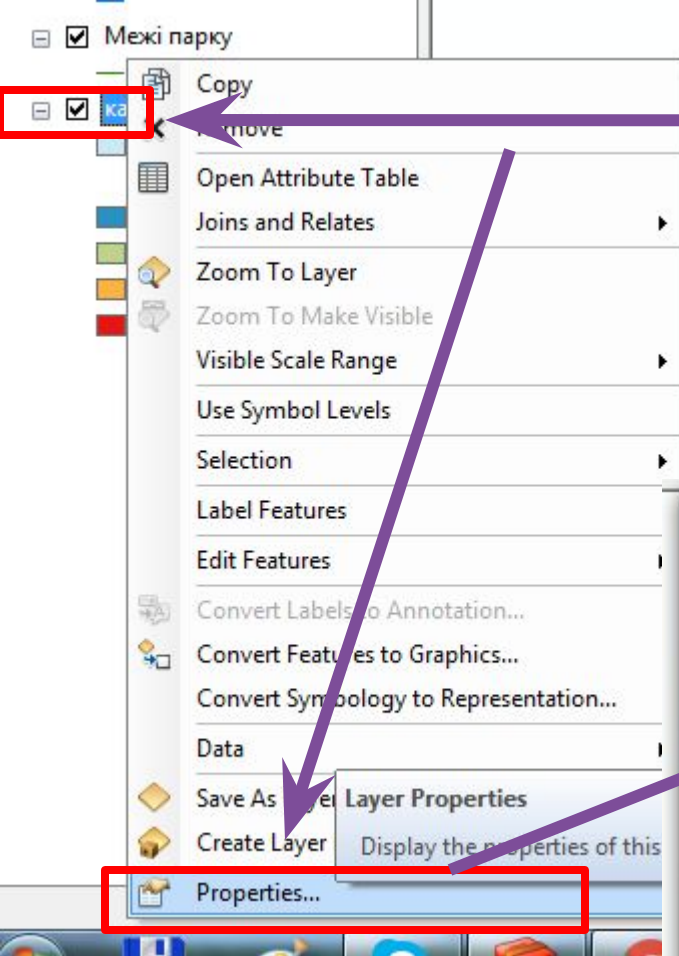 Межі парку
ка
Copy
Remove
Open Attribute Table
Joins and Relates
Zoom To Layer
Zoom To Make Visible
Visible Scale Range
Use Symbol Levels
Selection
Label Features
Edit Features
Convert Labels to Annotation...
Convert Features to Graphics...
Convert Symbology to Representation...
Data
Save As Layer
Layer Properties
Create Layer
Display the properties of this
Properties...